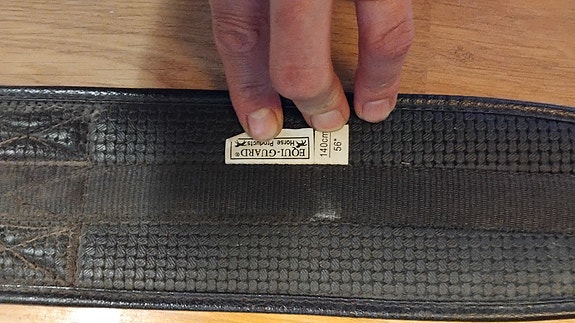 EQUI-GUARD®
Horse Products
140cm
56"